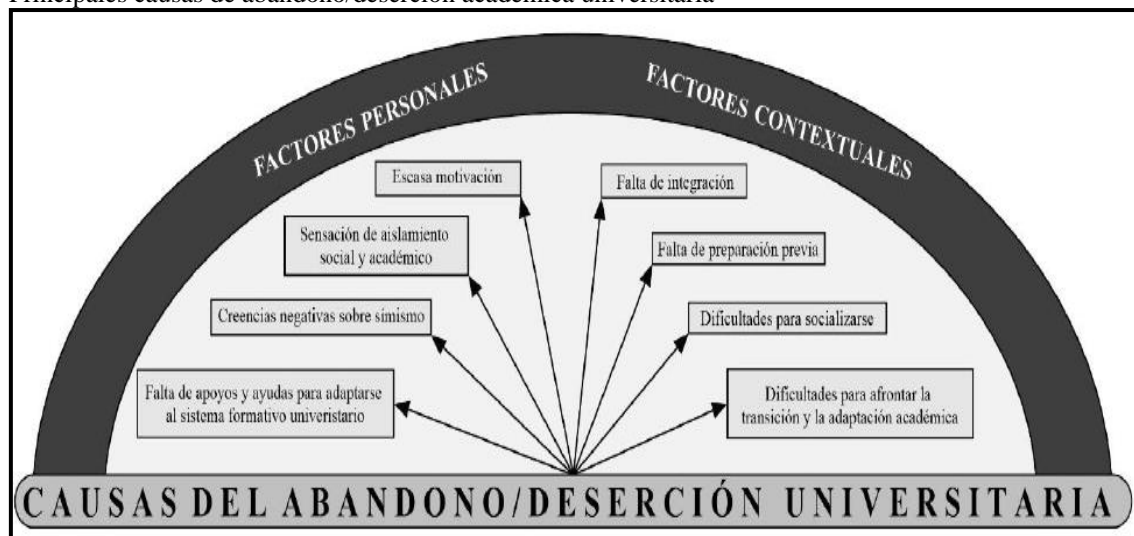 Principales causas de abandono/deserción académica universitaria
FACTORES PERSONALES
FACTORES CONTEXTUALES
Escasa motivación
Falta de integración
Sensación de aislamiento
social y académico
Falta de preparación previa
Creencias negativas sobre símismo
Dificultades para socializarse
Falta de apoyos y ayudas para adaptarse
al sistema formativo univeristario
Dificultades para afrontar la
transición y la adaptación académica
CAUSAS DEL ABANDONO/DESERCIÓN UNIVERSITARIA